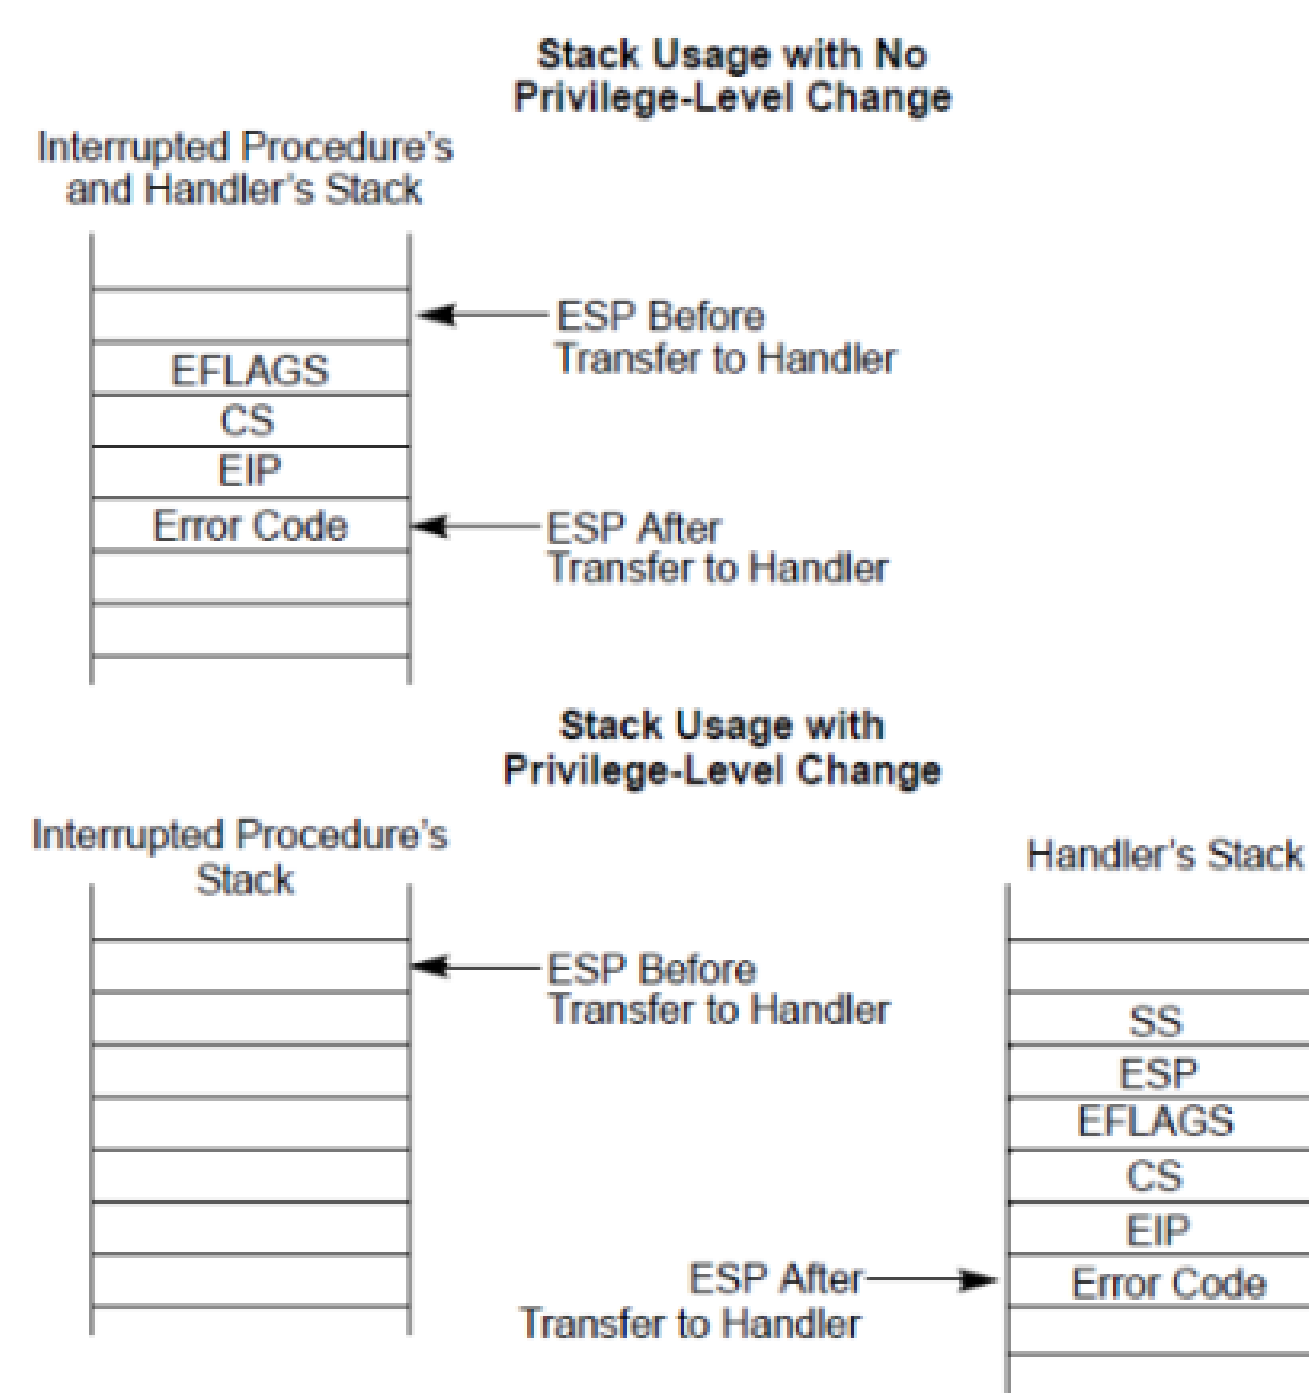 Stack Usage with No
Privilege-Level Change
Interrupted Procedure's
and Handler's Stack
ESP Before
Transfer to Handler
EFLAGS
CS
EIP
Error Code
ESP After
Transfer to Handler
Stack Usage with
Privilege-Level Change
Interrupted Procedure's
Stack
Handler's Stack
ESP Before
Transfer to Handler
SS
ESP
EFLAGS
CS
EIP
ESP After
Transfer to Handler
Error Code